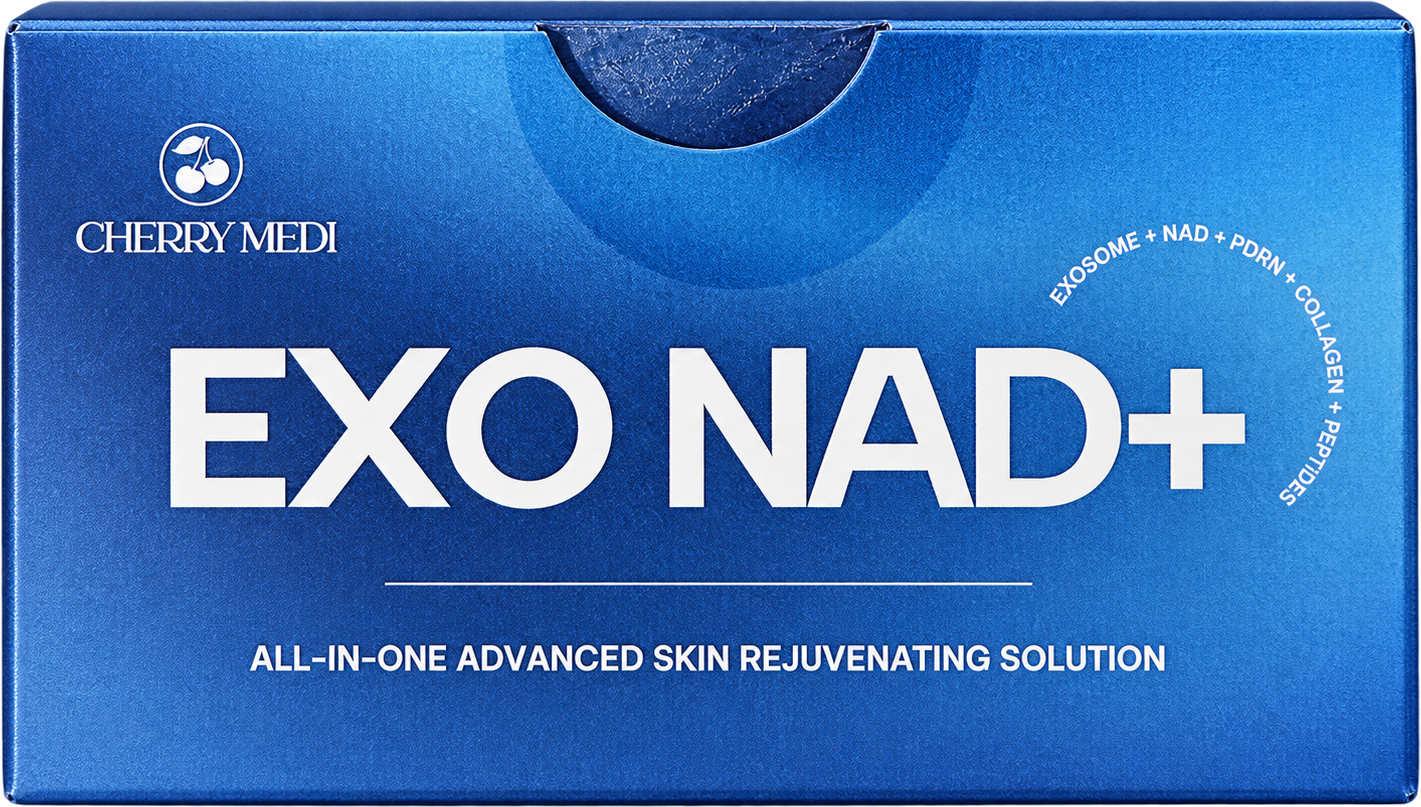 CHERRY MEDI
EXOSOME + NAD + PDRN + COLLAGEN + PEPTIDES
EXO NAD+
ALL-IN-ONE ADVANCED SKIN REJUVENATING SOLUTION